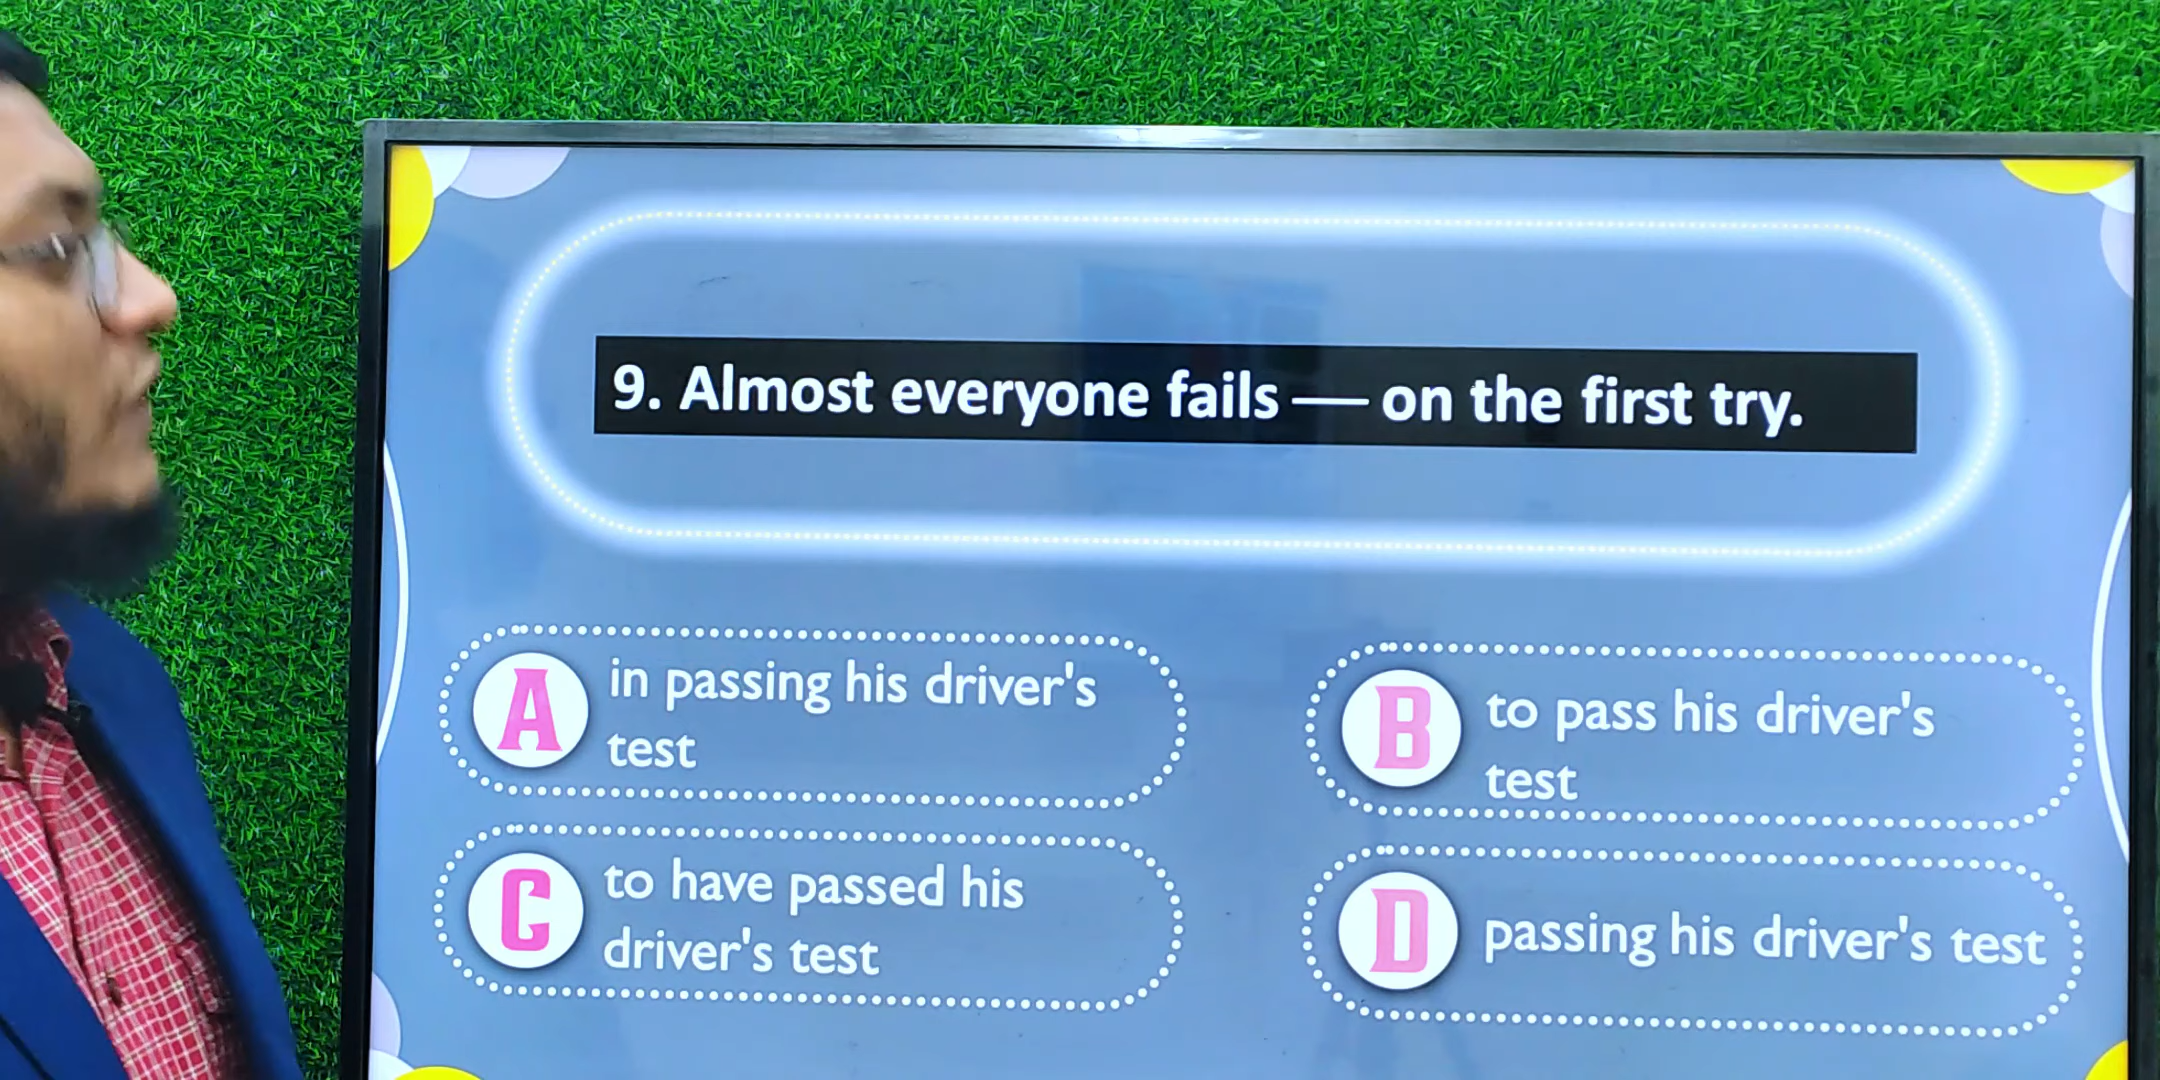 9. Almost everyone fails — on the first try.
A in passing his driver's
test
B to pass his driver's
test
C to have passed his
driver's test
D passing his driver's test